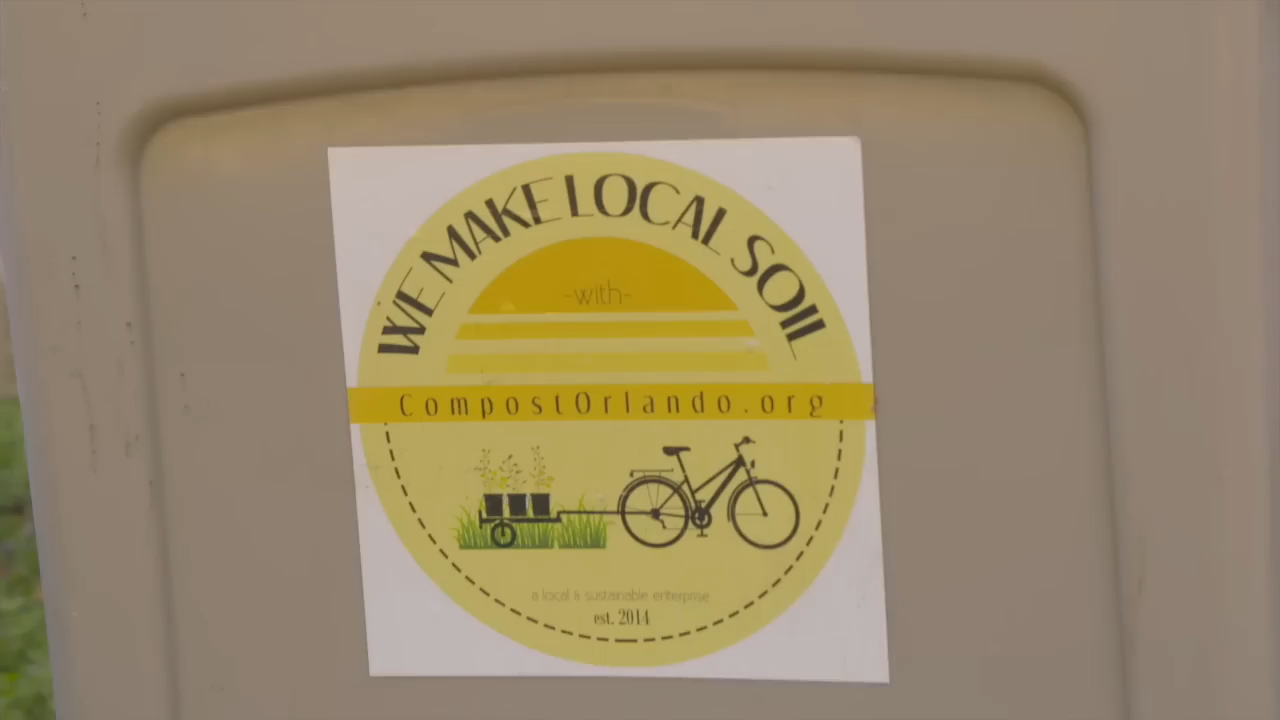 WE MAKE LOCAL SOIL
-with-
CompostOrlando.org
a local & sustainable enterprise
est. 2014